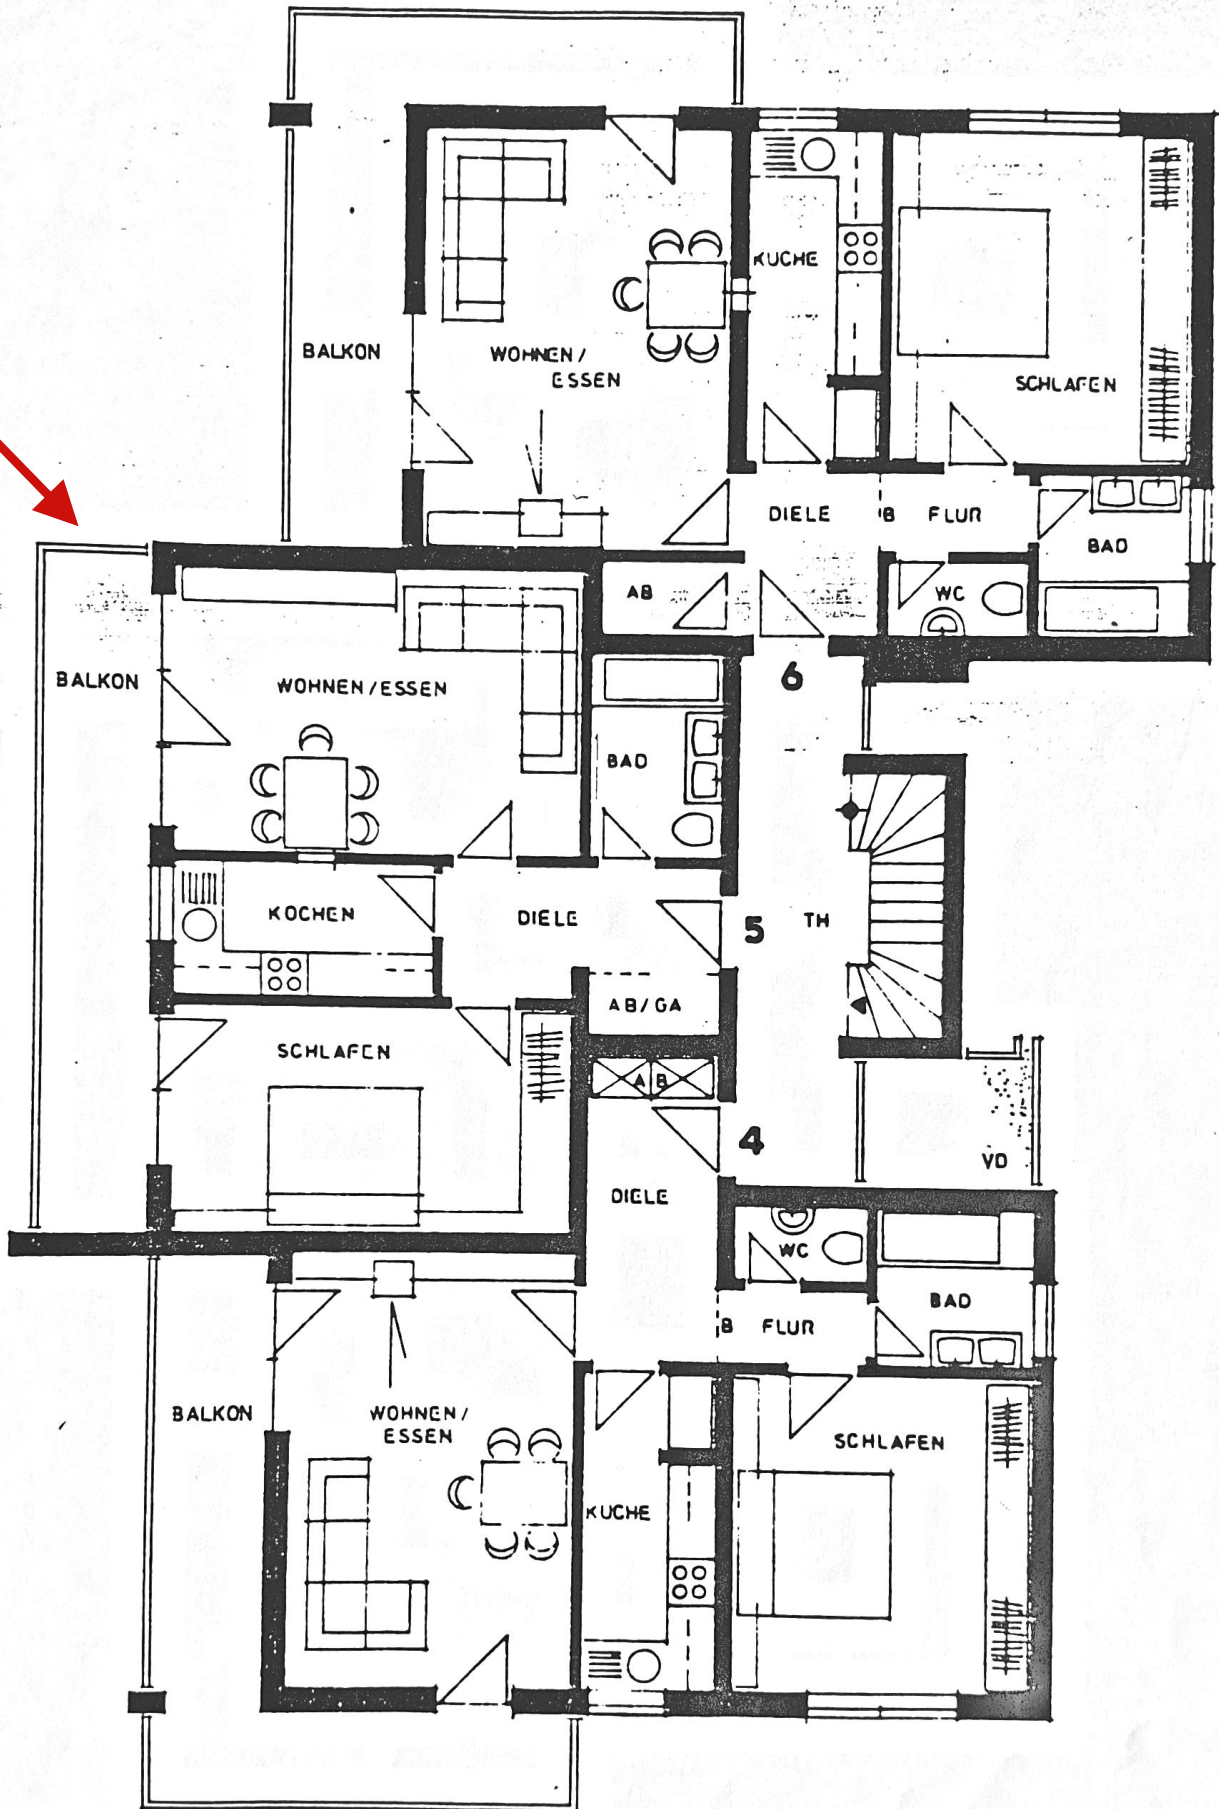 BALKON
WOHNEN /
ESSEN
KUCHE
SCHLAFEN
DIELE
B
FLUR
BAD
AB
WC
6
BALKON
WOHNEN / ESSEN
BAD
KOCHEN
DIELE
5
TH
AB/GA
SCHLAFEN
AB
4
VD
DIELE
WC
BAD
B
FLUR
BALKON
WOHNEN /
ESSEN
KUCHE
SCHLAFEN